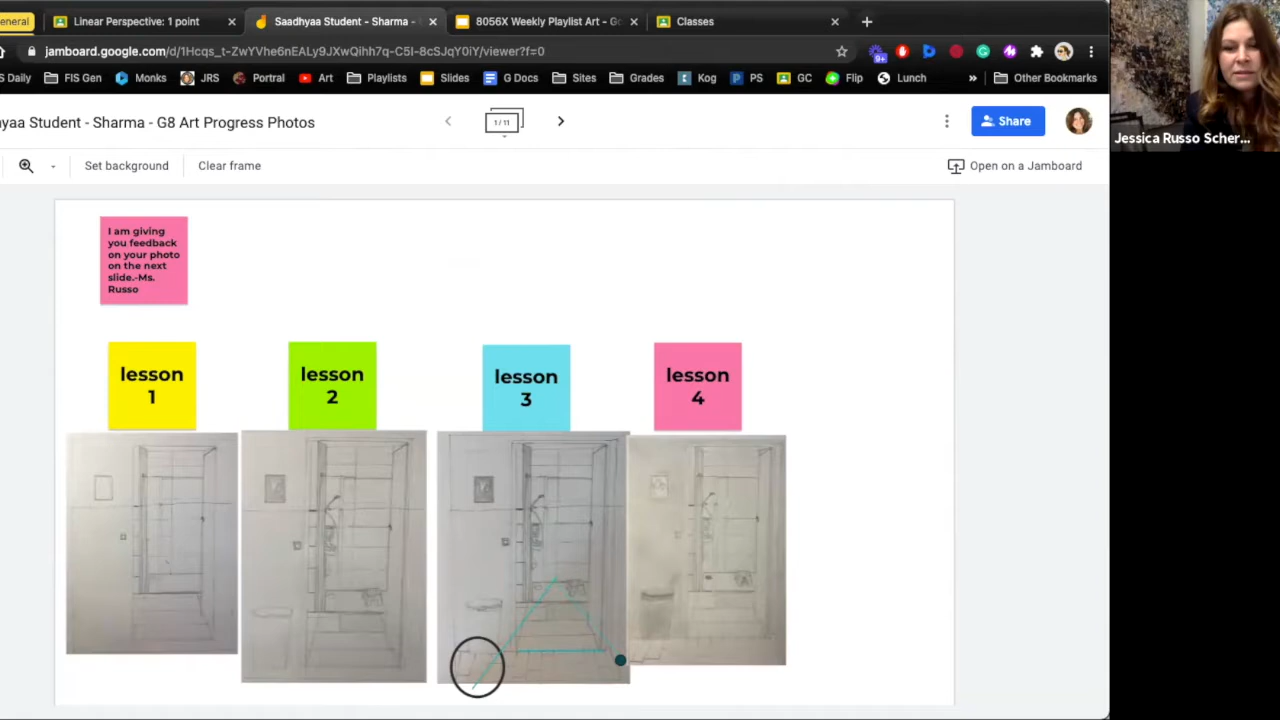 eneral
Linear Perspective: 1 point
Saadhyaa Student - Sharma -
8056X Weekly Playlist Art - G
Classes
jamboard.google.com/d/1Hcqs_t-ZwYVhe6nEALy9JXwQihh7q-C5I-8cSJqY0iY/viewer?f=0
9+
S Daily
FIS Gen
Monks
JRS
Portral
Art
Playlists
Slides
G Docs
Sites
Grades
Kog
PS
GC
Flip
Lunch
»
Other Bookmarks
Jessica Russo Scher...
yaa Student - Sharma - G8 Art Progress Photos
1 / 11
Share
Set background
Clear frame
Open on a Jamboard
I am giving
you feedback
on your photo
on the next
slide.-Ms.
Russo
lesson
1
lesson
2
lesson
3
lesson
4